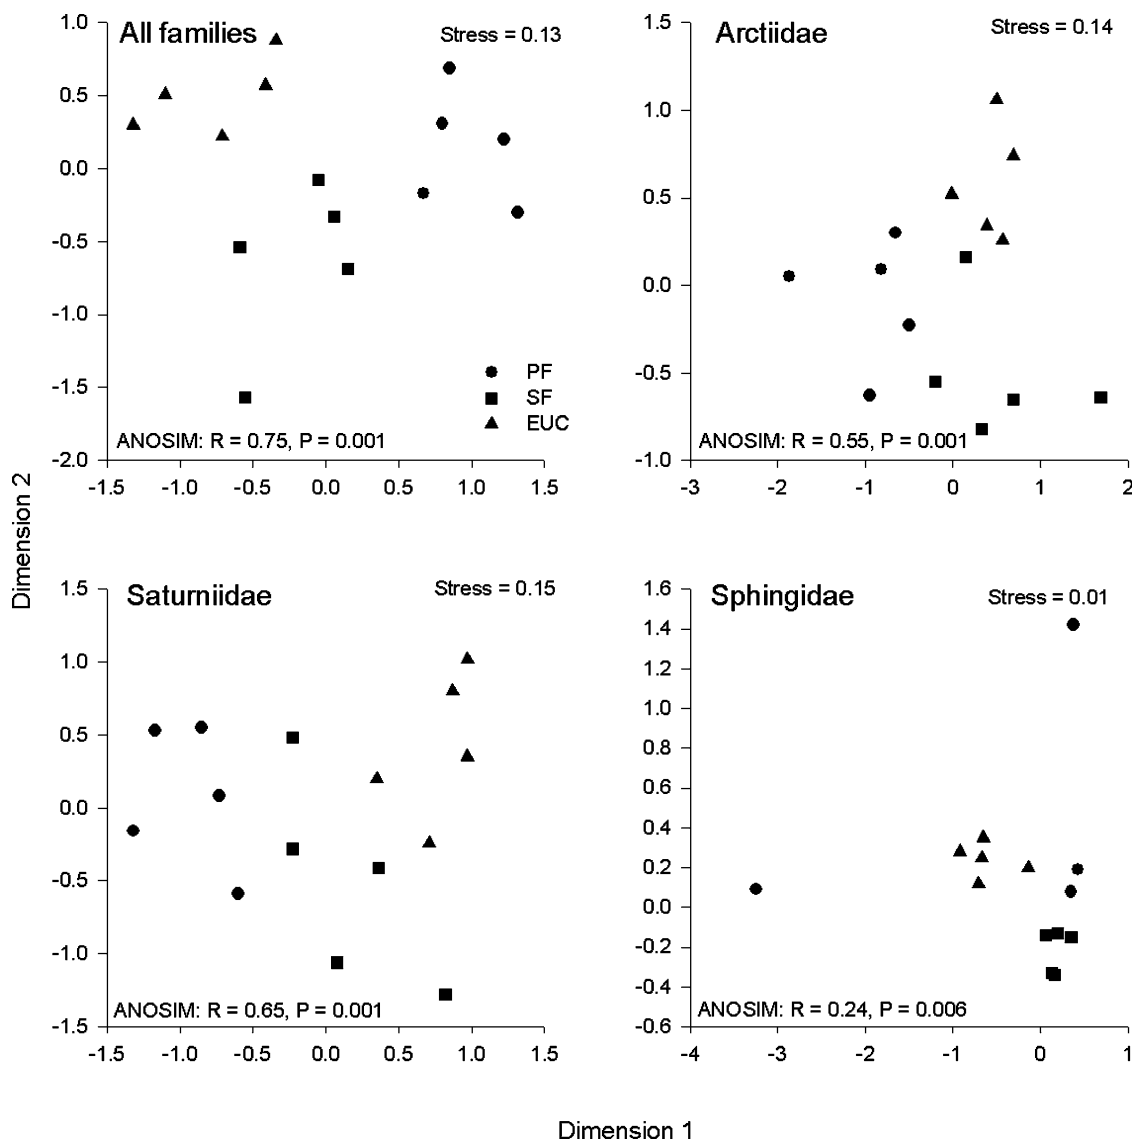 All families
Stress = 0.13
1.0
0.5
0.0
-0.5
-1.0
-1.5
-2.0
PF
SF
EUC
ANOSIM: R = 0.75, P = 0.001
-1.5 -1.0 -0.5 0.0 0.5 1.0 1.5
Arctiidae
Stress = 0.14
1.5
1.0
0.5
0.0
-0.5
-1.0
ANOSIM: R = 0.55, P = 0.001
-3 -2 -1 0 1 2
Dimension 2
Saturniidae
Stress = 0.15
1.5
1.0
0.5
0.0
-0.5
-1.0
-1.5
ANOSIM: R = 0.65, P = 0.001
-1.5 -1.0 -0.5 0.0 0.5 1.0 1.5
Sphingidae
Stress = 0.01
1.6
1.4
1.2
1.0
0.8
0.6
0.4
0.2
0.0
-0.2
-0.4
-0.6
ANOSIM: R = 0.24, P = 0.006
-4 -3 -2 -1 0 1
Dimension 1